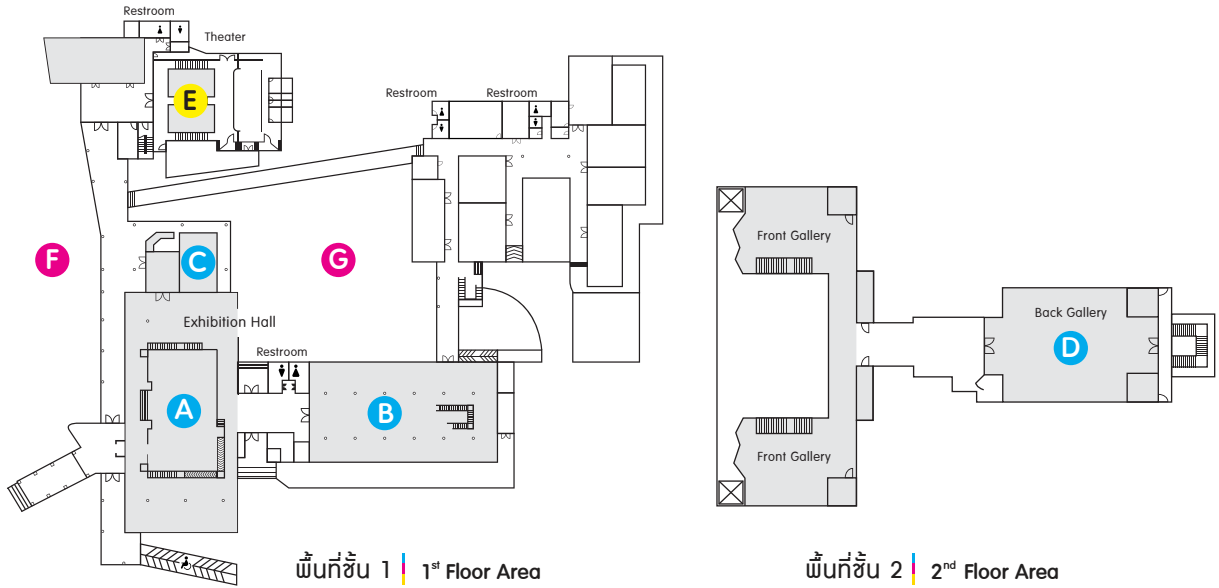 Restroom
Theater
E
Restroom
Restroom
F
C
G
Exhibition Hall
Restroom
A
B
Front Gallery
Back Gallery
D
Front Gallery
พื้นที่ชั้น 1 | 1st Floor Area
พื้นที่ชั้น 2 | 2nd Floor Area